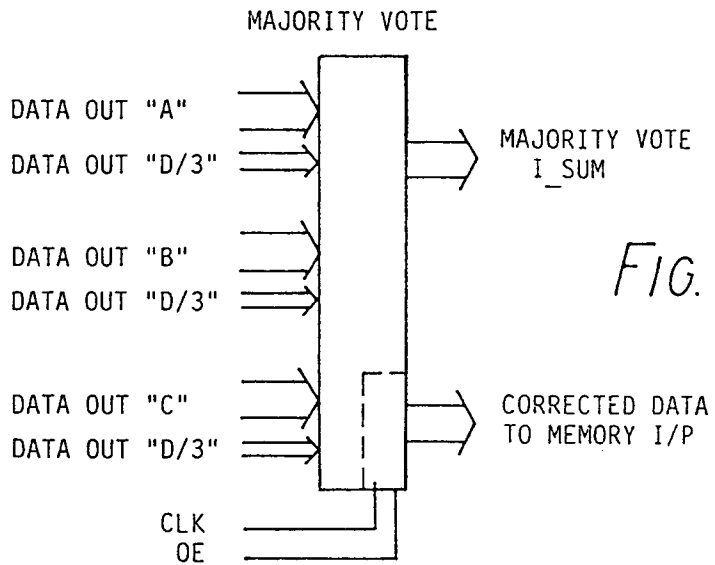 MAJORITY VOTE
DATA OUT "A"
DATA OUT "D/3"
DATA OUT "B"
DATA OUT "D/3"
DATA OUT "C"
DATA OUT "D/3"
MAJORITY VOTE
I_SUM
FIG.
CORRECTED DATA
TO MEMORY I/P
CLK
OE